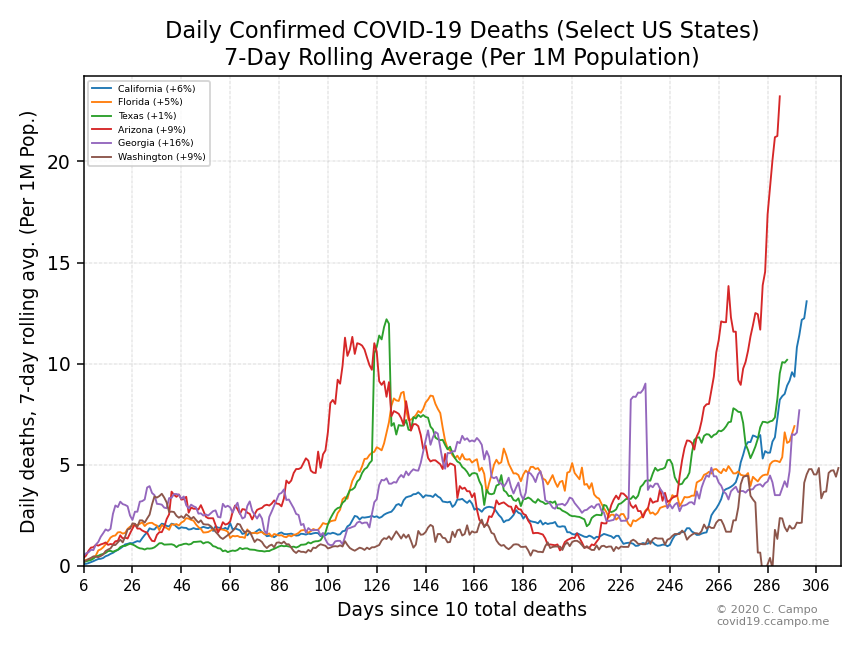 Daily Confirmed COVID-19 Deaths (Select US States)
7-Day Rolling Average (Per 1M Population)
California (+6%)
Florida (+5%)
Texas (+1%)
Arizona (+9%)
Georgia (+16%)
Washington (+9%)
Daily deaths, 7-day rolling avg. (Per 1M Pop.)
20
15
10
5
0
6 26 46 66 86 106 126 146 166 186 206 226 246 266 286 306
Days since 10 total deaths
© 2020 C. Campo
covid19.ccampo.me